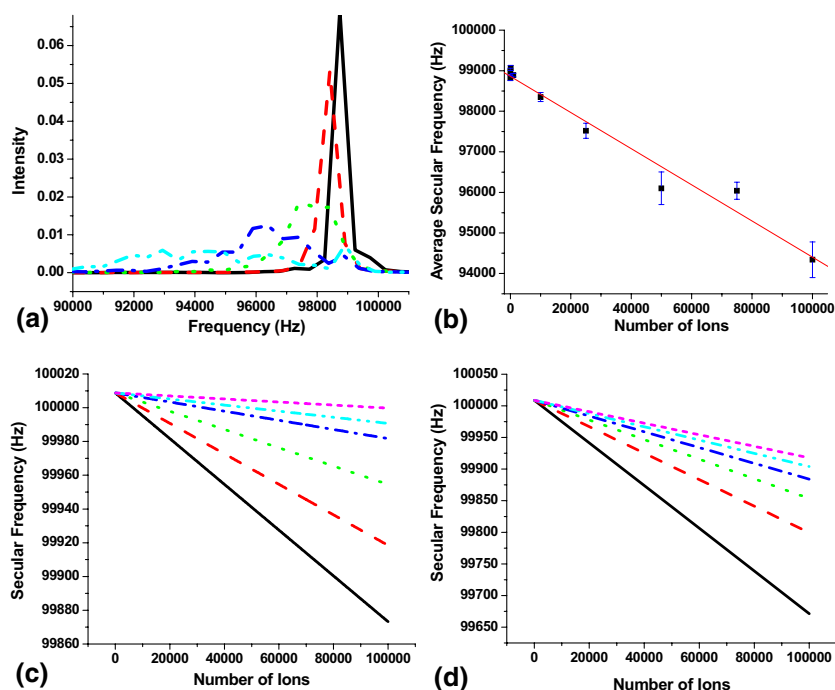 0.06
0.05
0.04
0.03
0.02
0.01
0.00
Intensity
90000 92000 94000 96000 98000 100000
Frequency (Hz)
(a)
100000
99000
98000
97000
96000
95000
94000
Average Secular Frequency (Hz)
0 20000 40000 60000 80000 100000
Number of Ions
(b)
100020
100000
99980
99960
99940
99920
99900
99880
99860
Secular Frequency (Hz)
0 20000 40000 60000 80000 100000
Number of Ions
(c)
100050
100000
99950
99900
99850
99800
99750
99700
99650
Secular Frequency (Hz)
0 20000 40000 60000 80000 100000
Number of Ions
(d)